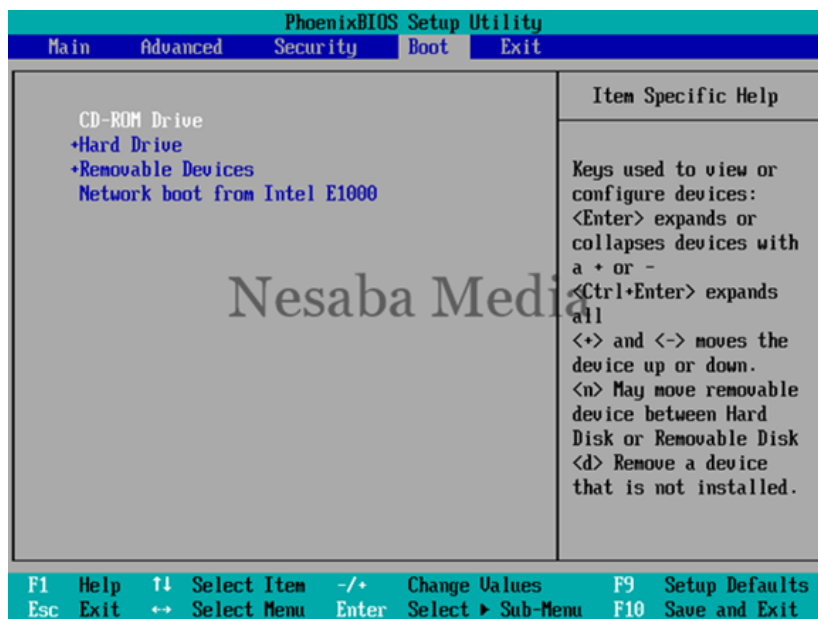 PhoenixBIOS Setup Utility
Main Advanced Security Boot Exit
CD-ROM Drive
+Hard Drive
+Removable Devices
Network boot from Intel E1000
Nesaba Media
Item Specific Help
Keys used to view or
configure devices:
<Enter> expands or
collapses devices with
a + or -
<Ctrl+Enter> expands
all
<+> and <-> moves the
device up or down.
<n> May move removable
device between Hard
Disk or Removable Disk
<d> Remove a device
that is not installed.
F1 Help ↑↓ Select Item -/+ Change Values F9 Setup Defaults
Esc Exit ↔ Select Menu Enter Select ▶ Sub-Menu F10 Save and Exit